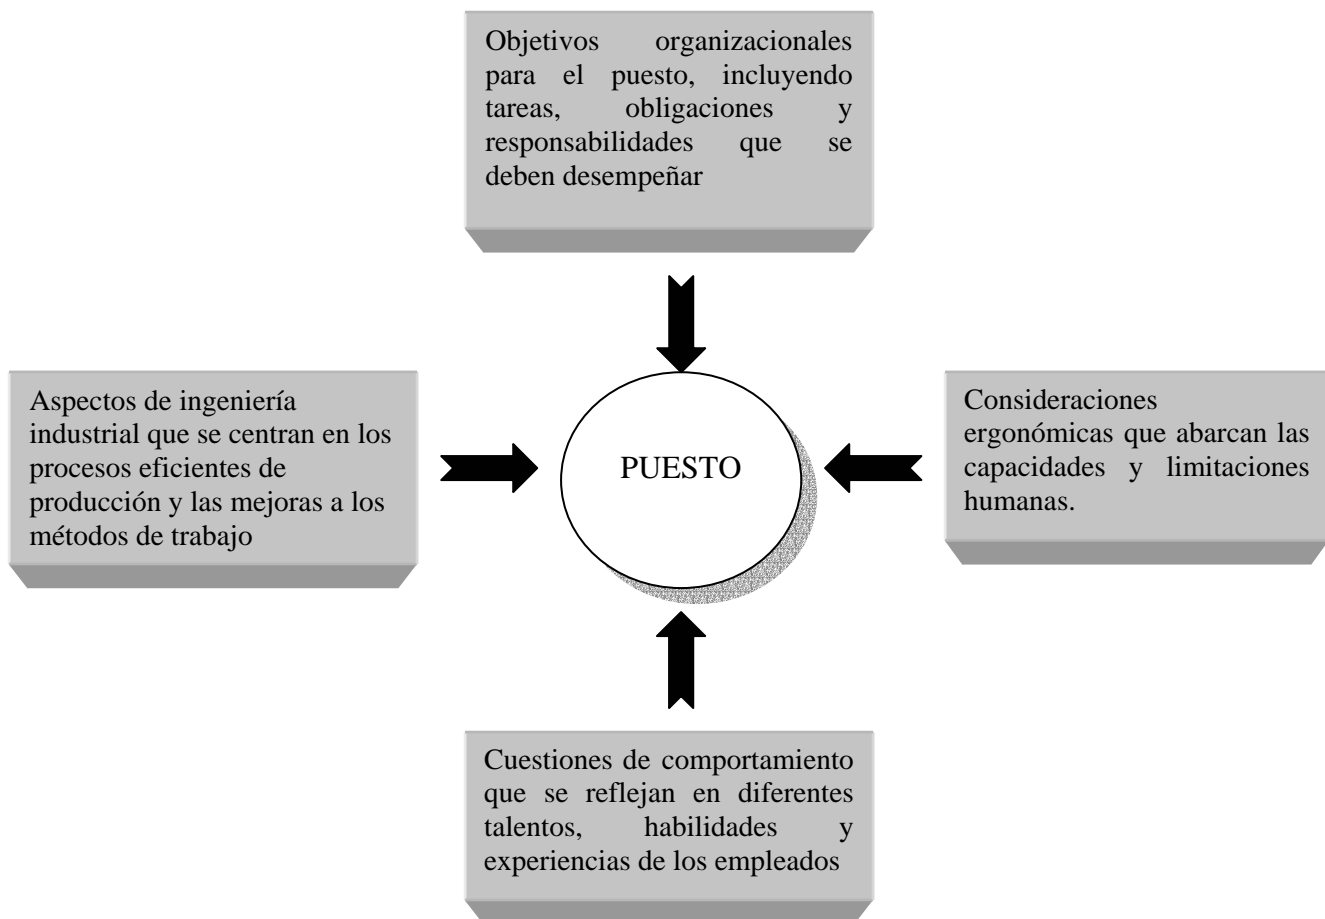 Objetivos organizacionales
para el puesto, incluyendo
tareas, obligaciones y
responsabilidades que se
deben desempeñar
Aspectos de ingeniería
industrial que se centran en los
procesos eficientes de
producción y las mejoras a los
métodos de trabajo
PUESTO
Consideraciones
ergonómicas que abarcan las
capacidades y limitaciones
humanas.
Cuestiones de comportamiento
que se reflejan en diferentes
talentos, habilidades y
experiencias de los empleados